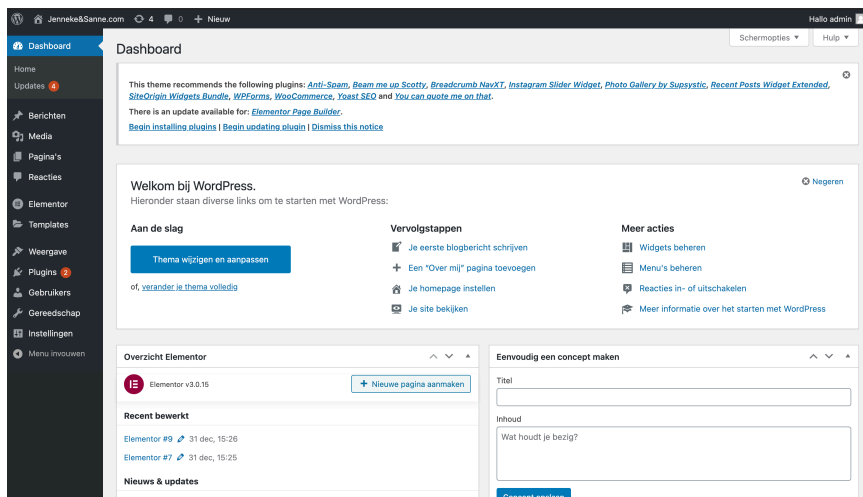 Jenneke&Sanne.com 4 0 + Nieuw Hallo admin
Dashboard
Home
Updates 4
Berichten
Media
Pagina's
Reacties
Elementor
Templates
Weergave
Plugins 2
Gebruikers
Gereedschap
Instellingen
Menu invouwen
Schermopties ▼ Hulp ▼
Dashboard
This theme recommends the following plugins: Anti-Spam, Beam me up Scotty, Breadcrumb NavXT, Instagram Slider Widget, Photo Gallery by Supsystic, Recent Posts Widget Extended,
SiteOrigin Widgets Bundle, WPForms, WooCommerce, Yoast SEO and You can quote me on that.
There is an update available for: Elementor Page Builder.
Begin installing plugins | Begin updating plugin | Dismiss this notice
Negeren
Welkom bij WordPress.
Hieronder staan diverse links om te starten met WordPress:
Aan de slag
Thema wijzigen en aanpassen
of, verander je thema volledig
Vervolgstappen
Je eerste blogbericht schrijven
Een "Over mij" pagina toevoegen
Je homepage instellen
Je site bekijken
Meer acties
Widgets beheren
Menu's beheren
Reacties in- of uitschakelen
Meer informatie over het starten met WordPress
Overzicht Elementor
Elementor v3.0.15
+ Nieuwe pagina aanmaken
Recent bewerkt
Elementor #9 31 dec, 15:26
Elementor #7 31 dec, 15:25
Nieuws & updates
Eenvoudig een concept maken
Titel
Inhoud
Wat houdt je bezig?
Concept opslaan